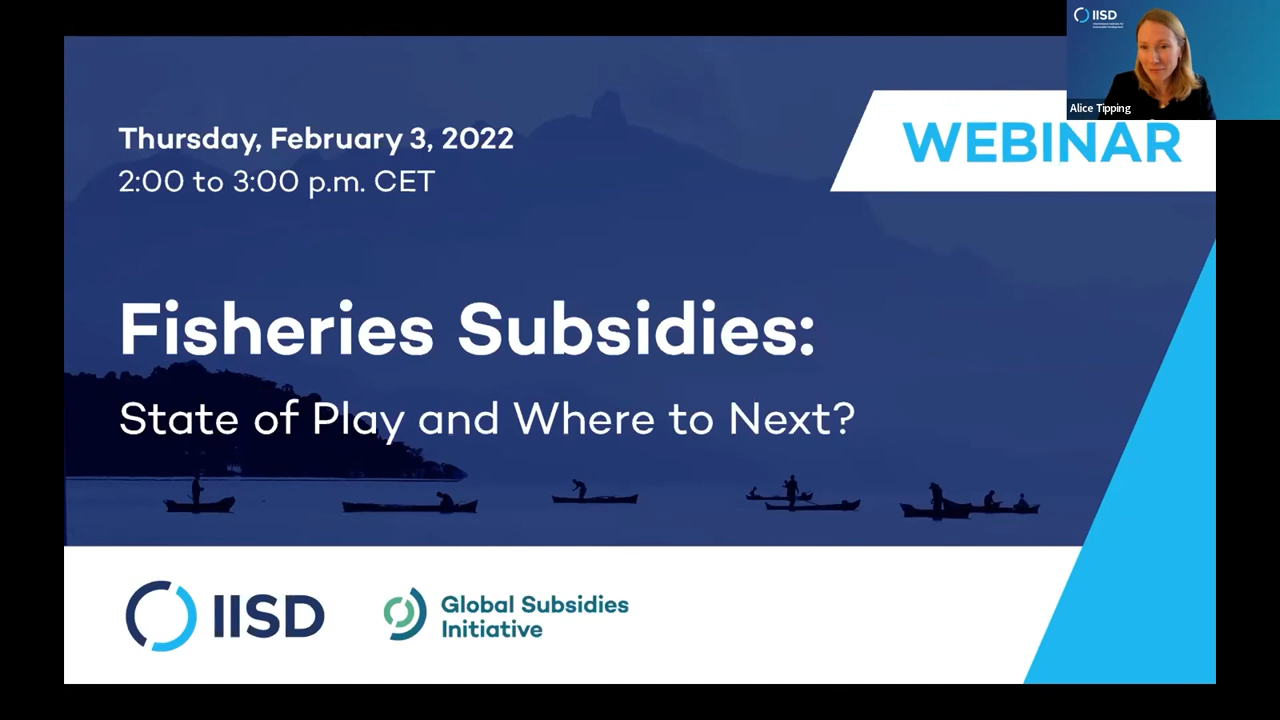 IISD
Alice Tipping
Thursday, February 3, 2022
2:00 to 3:00 p.m. CET
WEBINAR
Fisheries Subsidies:
State of Play and Where to Next?
IISD
Global Subsidies
Initiative